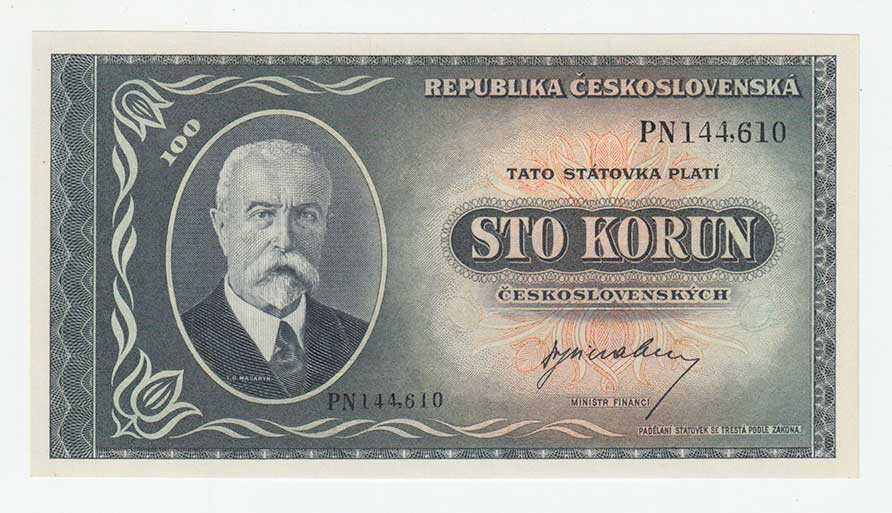 REPUBLIKA ČESKOSLOVENSKÁ
100
PN144,610
TATO STÁTOVKA PLATÍ
STO KORUN
ČESKOSLOVENSKÝCH
T. G. MASARYK
PN144,610
MINISTR FINANCÍ
PADĚLÁNÍ STATOVEK SE TRESTÁ PODLE ZÁKONA.